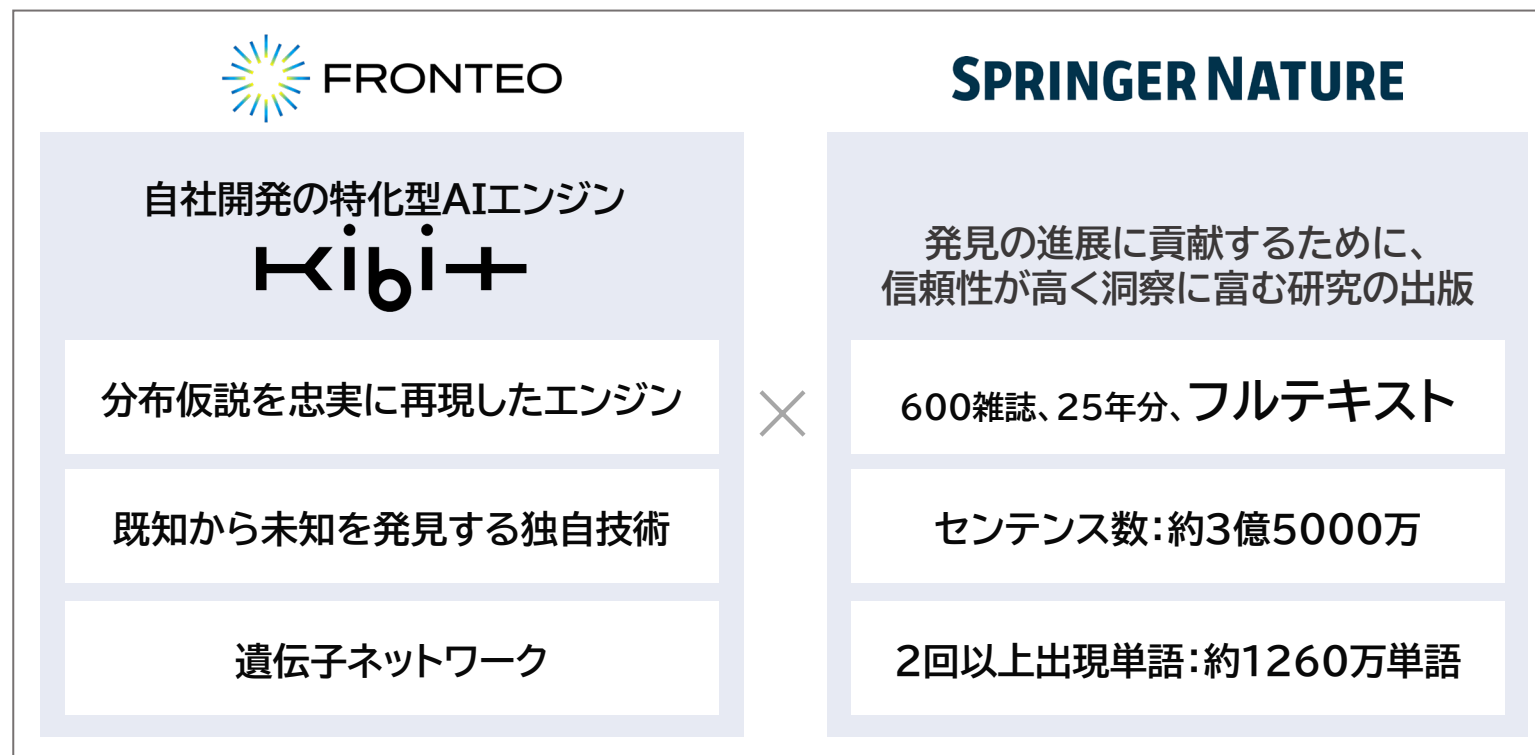 FRONTEO
自社開発の特化型AIエンジン
KIBIT
分布仮説を忠実に再現したエンジン
既知から未知を発見する独自技術
遺伝子ネットワーク
×
SPRINGER NATURE
発見の進展に貢献するために、
信頼性が高く洞察に富む研究の出版
600雑誌、25年分、フルテキスト
センテンス数：約3億5000万
2回以上出現単語：約1260万単語